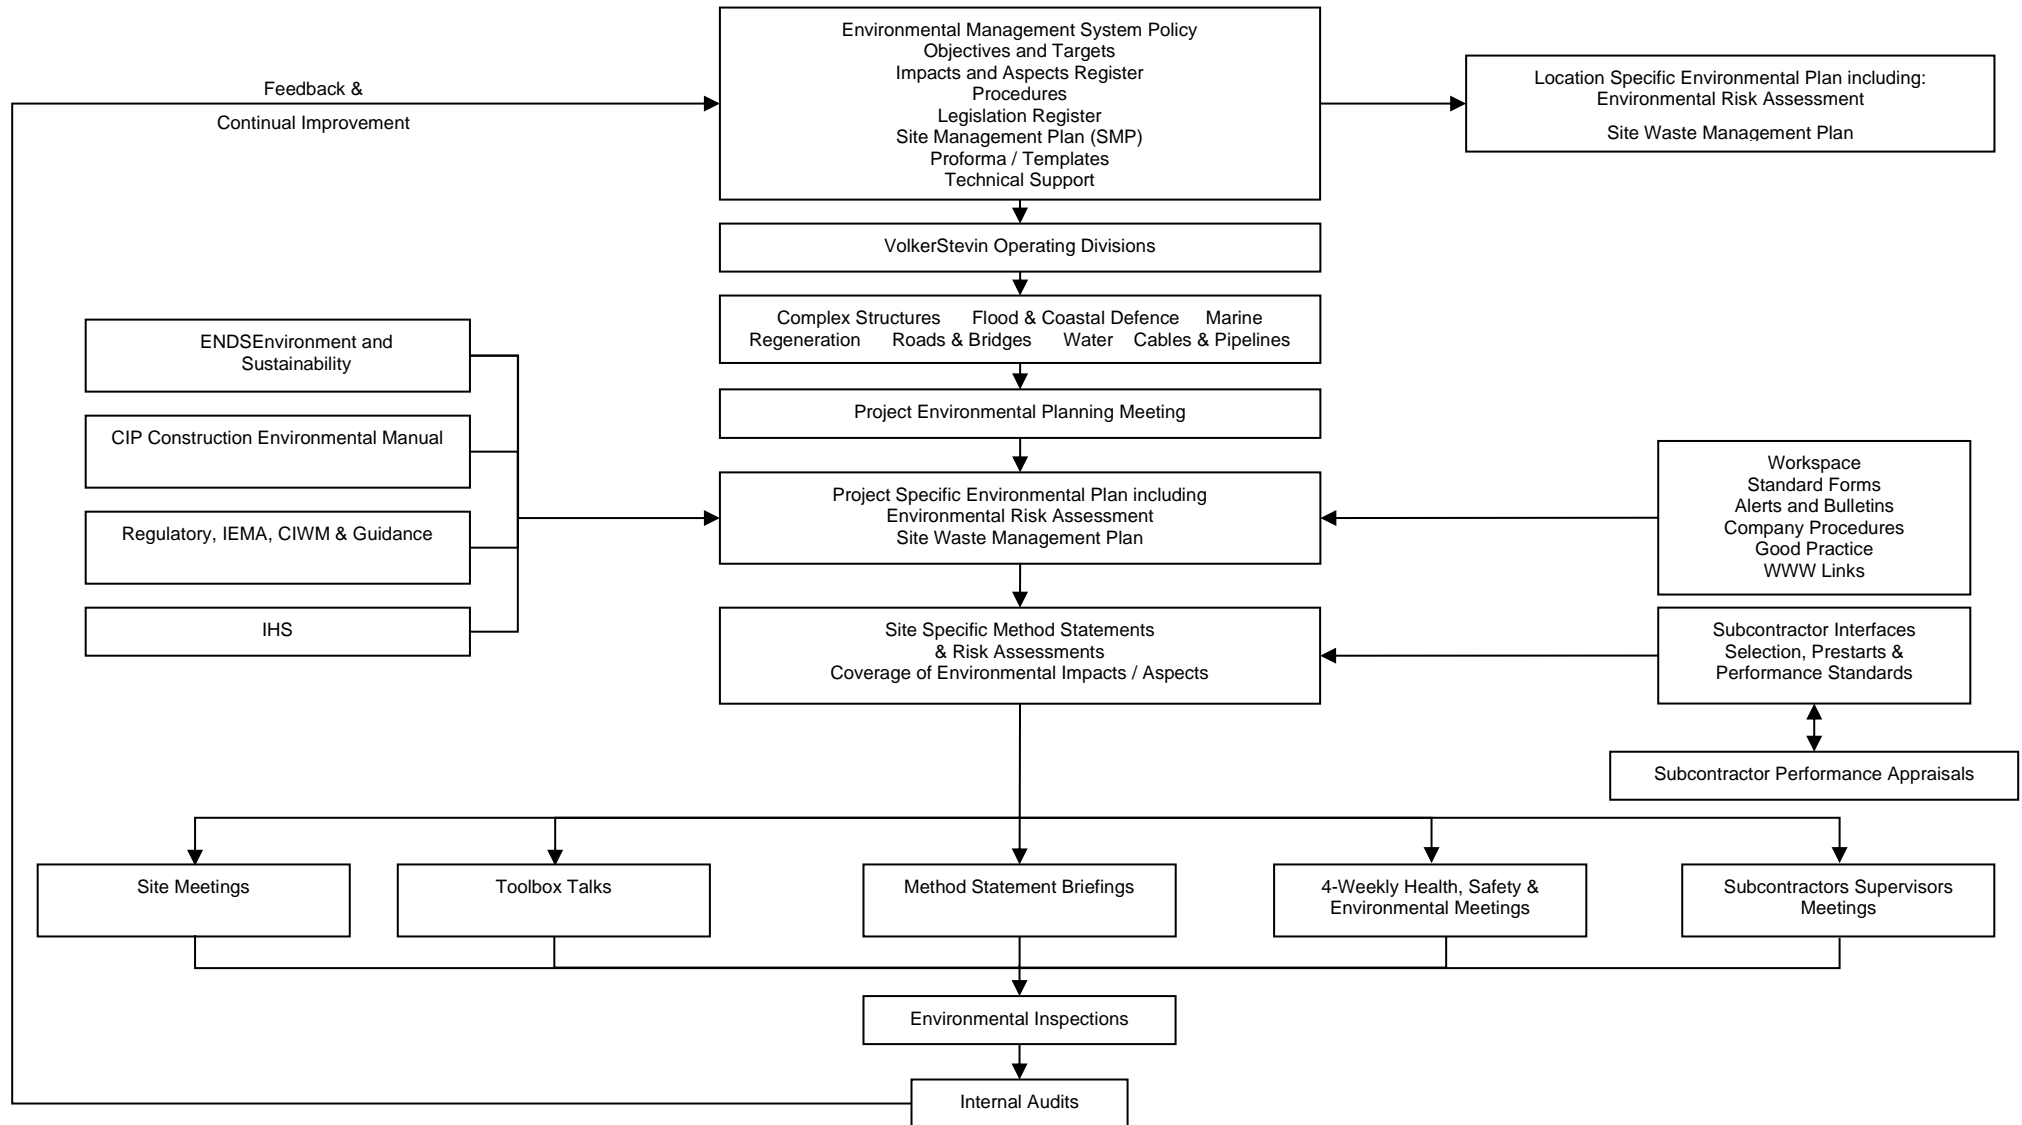 Environmental Management System Policy
Objectives and Targets
Impacts and Aspects Register
Procedures
Legislation Register
Site Management Plan (SMP)
Proforma / Templates
Technical Support
Feedback &
Continual Improvement
Location Specific Environmental Plan including:
Environmental Risk Assessment
Site Waste Management Plan
VolkerStevin Operating Divisions
Complex Structures Flood & Coastal Defence Marine
Regeneration Roads & Bridges Water Cables & Pipelines
ENDSEnvironment and
Sustainability
CIP Construction Environmental Manual
Regulatory, IEMA, CIWM & Guidance
IHS
Project Environmental Planning Meeting
Project Specific Environmental Plan including
Environmental Risk Assessment
Site Waste Management Plan
Workspace
Standard Forms
Alerts and Bulletins
Company Procedures
Good Practice
WWW Links
Site Specific Method Statements
& Risk Assessments
Coverage of Environmental Impacts / Aspects
Subcontractor Interfaces
Selection, Prestarts &
Performance Standards
Subcontractor Performance Appraisals
Site Meetings
Toolbox Talks
Method Statement Briefings
4-Weekly Health, Safety &
Environmental Meetings
Subcontractors Supervisors
Meetings
Environmental Inspections
Internal Audits